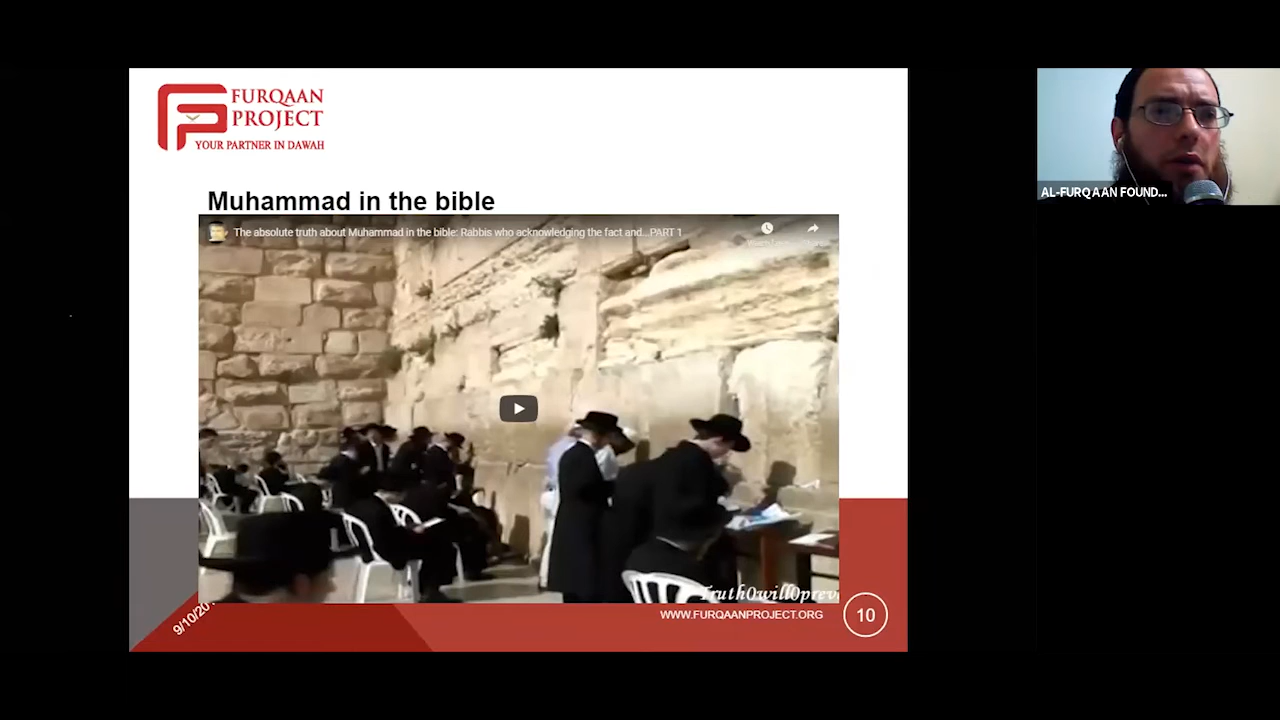 FURQAAN
PROJECT
YOUR PARTNER IN DAWAH
Muhammad in the bible
The absolute truth about Muhammad in the bible: Rabbis who acknowledging the fact and...PART 1
Truth0will0prev
WWW.FURQAANPROJECT.ORG
10
AL-FURQAAN FOUND...